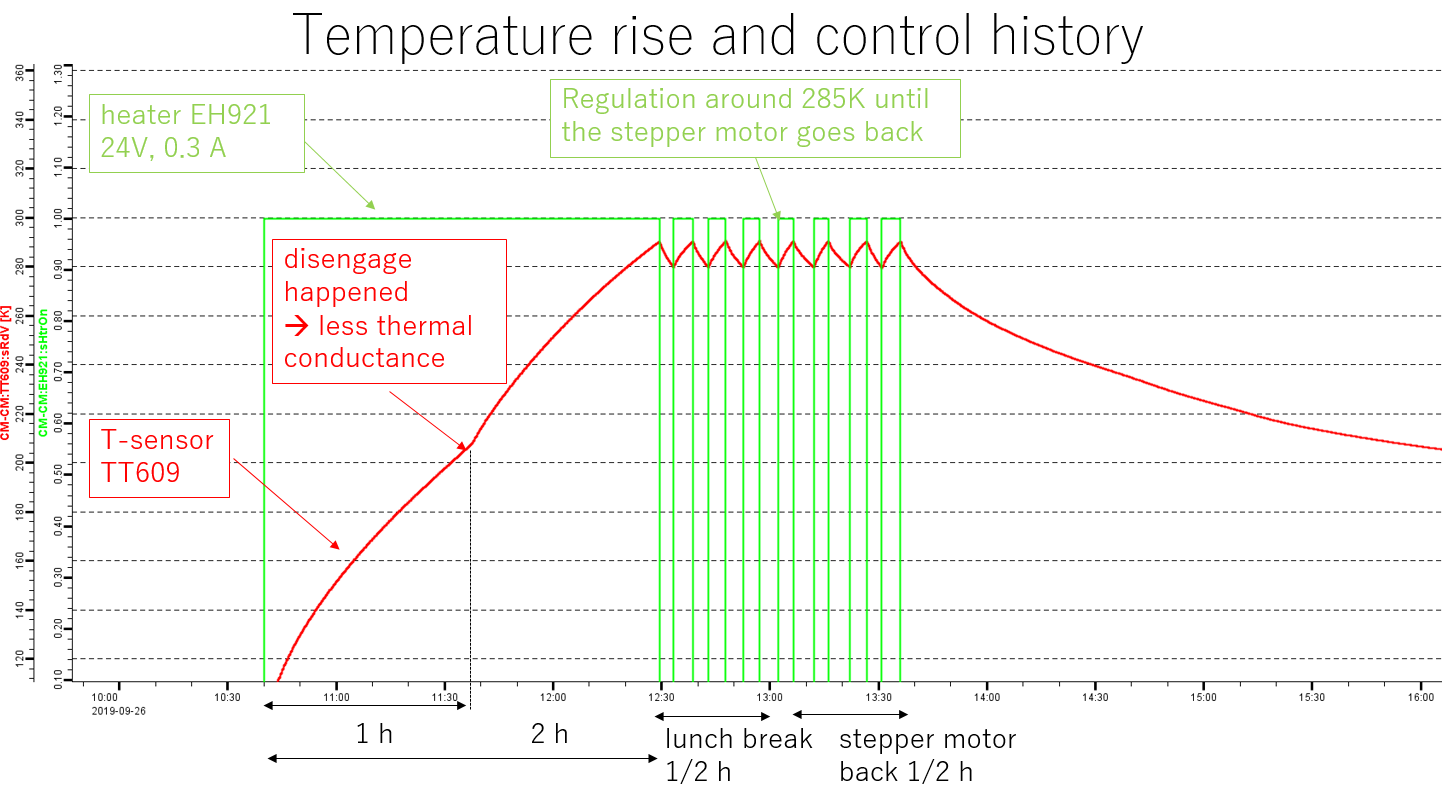 Temperature rise and control history
heater EH921
24V, 0.3 A
Regulation around 285K until
the stepper motor goes back
disengage
happened
→ less thermal
conductance
T-sensor
TT609
CM-CM:TT609:sRdV [K]
360
340
320
300
280
260
240
220
200
180
160
140
120
CM-CM:EH921:sHtrOn
1.30
1.20
1.10
1.00
0.90
0.80
0.70
0.60
0.50
0.40
0.30
0.20
0.10
10:00 10:30 11:00 11:30 12:00 12:30 13:00 13:30 14:00 14:30 15:00 15:30 16:00
2019-09-26
1 h
2 h
lunch break
1/2 h
stepper motor
back 1/2 h